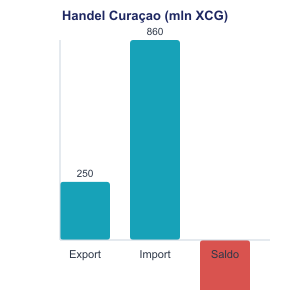 Handel Curaçao (mln XCG)
860
250
Export Import Saldo